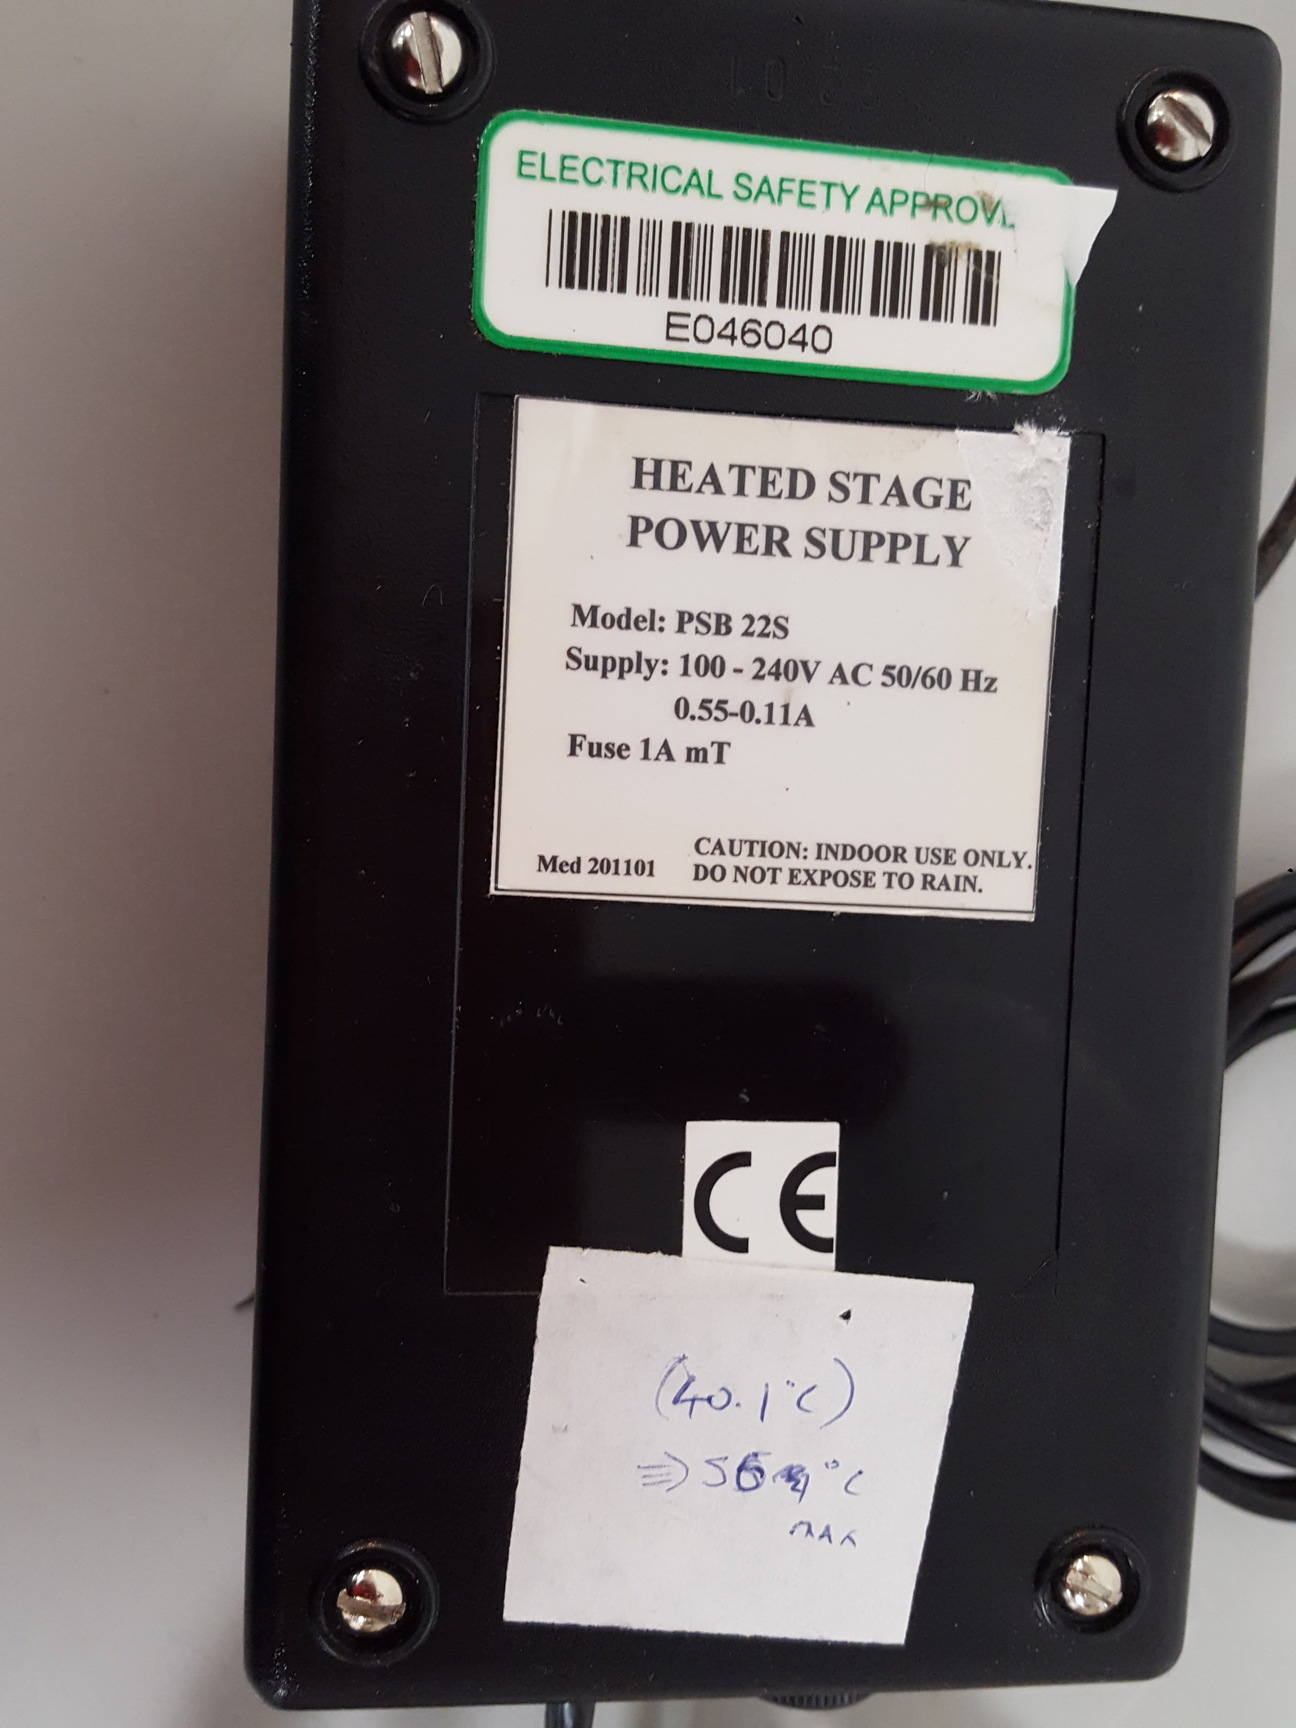 ELECTRICAL SAFETY APPROVE
E046040
HEATED STAGE
POWER SUPPLY
Model: PSB 22S
Supply: 100 - 240V AC 50/60 Hz
0.55-0.11A
Fuse 1A mT
CAUTION: INDOOR USE ONLY.
Med 201101 DO NOT EXPOSE TO RAIN.
CE
(40.1°C)
MAX